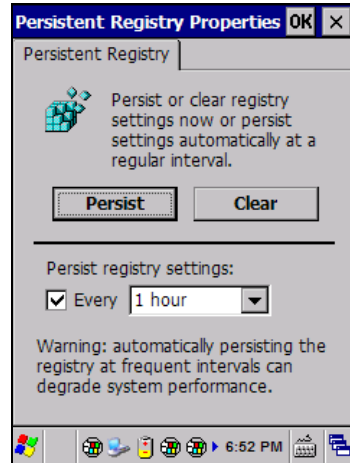 Persistent Registry Properties OK ×
Persistent Registry
Persist or clear registry
settings now or persist
settings automatically at a
regular interval.
Persist Clear
Persist registry settings:
Every 1 hour
Warning: automatically persisting the
registry at frequent intervals can
degrade system performance.
6:52 PM